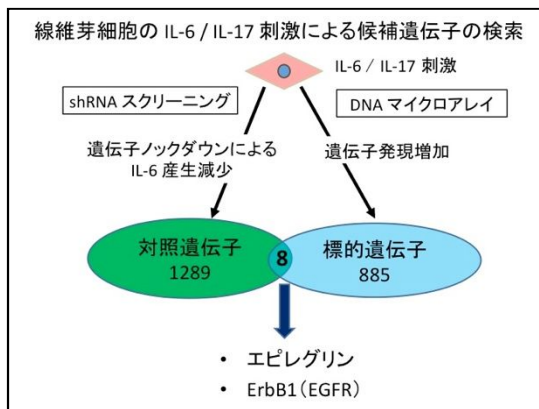 線維芽細胞の IL-6 / IL-17 刺激による候補遺伝子の検索
IL-6 / IL-17 刺激
shRNA スクリーニング
DNA マイクロアレイ
遺伝子ノックダウンによる
IL-6 産生減少
遺伝子発現増加
対照遺伝子
1289
8
標的遺伝子
885
• エピレグリン
• ErbB1(EGFR)